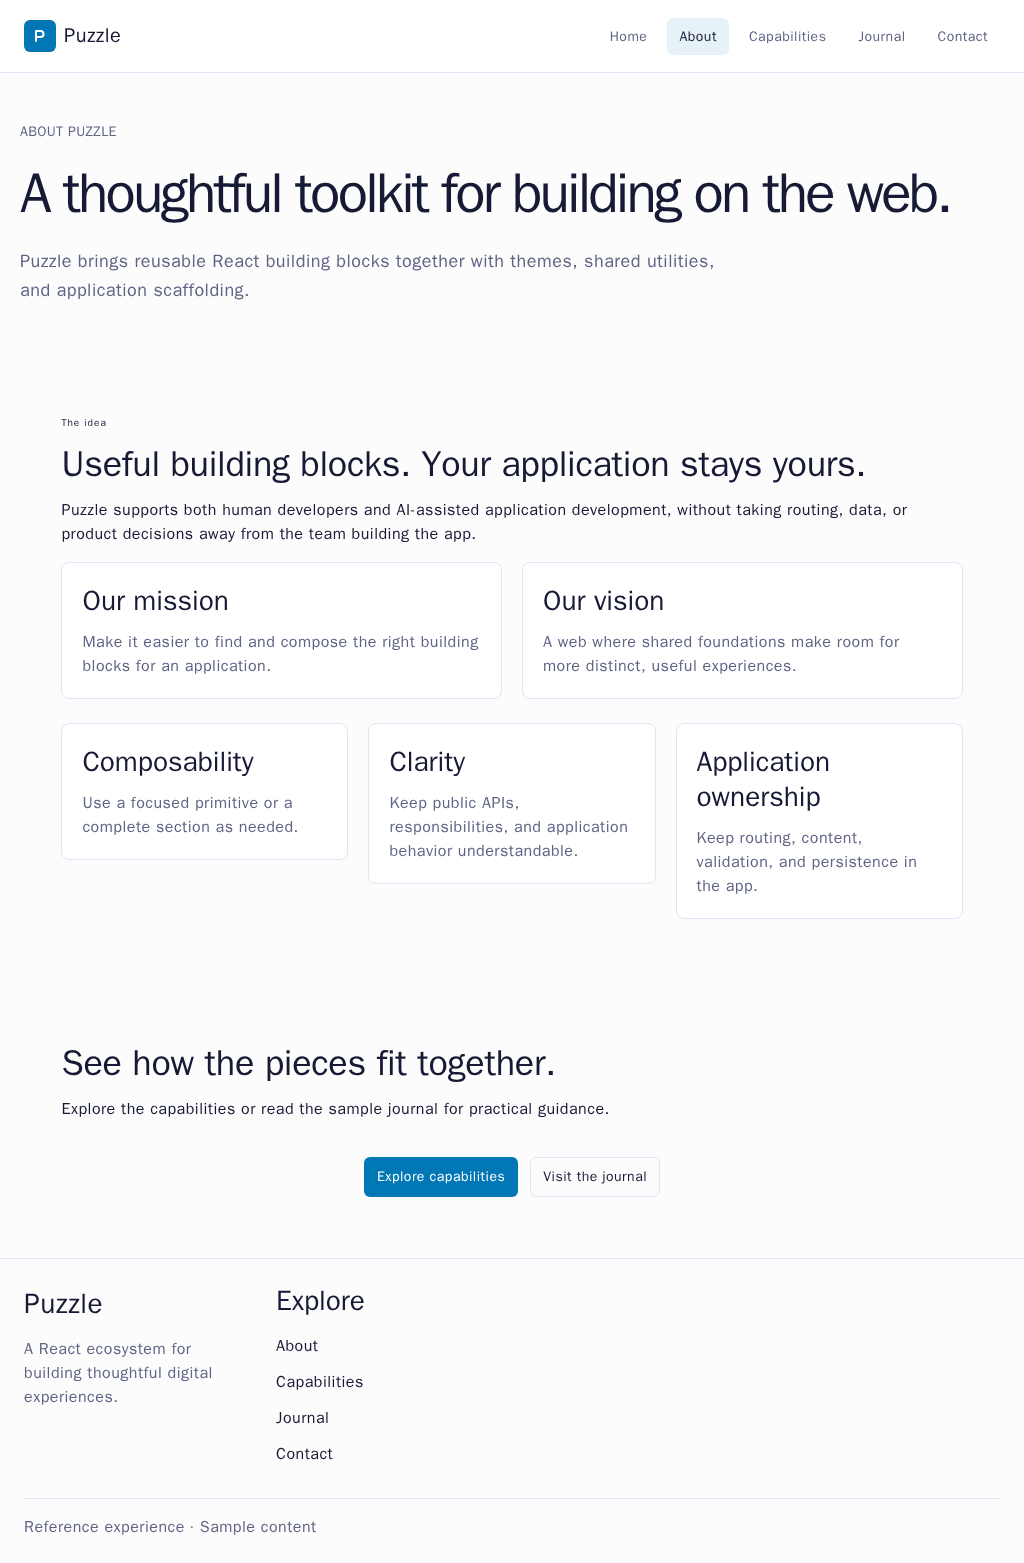 P Puzzle
Home About Capabilities Journal Contact
ABOUT PUZZLE
A thoughtful toolkit for building on the web.
Puzzle brings reusable React building blocks together with themes, shared utilities,
and application scaffolding.
The idea
Useful building blocks. Your application stays yours.
Puzzle supports both human developers and AI-assisted application development, without taking routing, data, or
product decisions away from the team building the app.
Our mission
Make it easier to find and compose the right building
blocks for an application.
Our vision
A web where shared foundations make room for
more distinct, useful experiences.
Composability
Use a focused primitive or a
complete section as needed.
Clarity
Keep public APIs,
responsibilities, and application
behavior understandable.
Application
ownership
Keep routing, content,
validation, and persistence in
the app.
See how the pieces fit together.
Explore the capabilities or read the sample journal for practical guidance.
Explore capabilities
Visit the journal
Puzzle
A React ecosystem for
building thoughtful digital
experiences.
Explore
About
Capabilities
Journal
Contact
Reference experience · Sample content